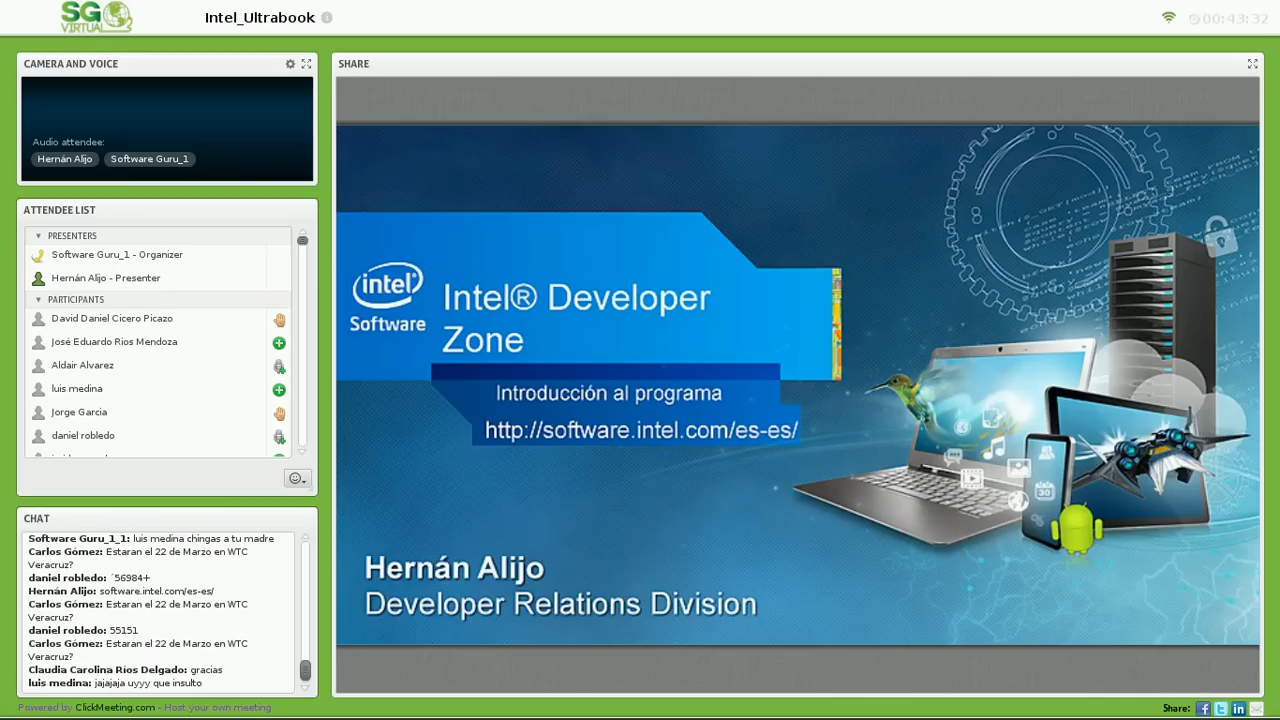 SG
VIRTUAL
Intel_Ultrabook
00:43:32
CAMERA AND VOICE
Audio attendee:
Hernán Alijo
Software Guru_1
ATTENDEE LIST
PRESENTERS
Software Guru_1 - Organizer
Hernán Alijo - Presenter
PARTICIPANTS
David Daniel Cicero Picazo
José Eduardo Rios Mendoza
Aldair Alvarez
luis medina
Jorge Garcia
daniel robledo
CHAT
Software Guru_1_1: luis medina chingas a tu madre
Carlos Gómez: Estaran el 22 de Marzo en WTC
Veracruz?
daniel robledo: ´56984+
Hernán Alijo: software.intel.com/es-es/
Carlos Gómez: Estaran el 22 de Marzo en WTC
Veracruz?
daniel robledo: 55151
Carlos Gómez: Estaran el 22 de Marzo en WTC
Veracruz?
Claudia Carolina Ríos Delgado: gracias
luis medina: jajajaja uyyy que insulto
SHARE
intel
Software
Intel® Developer
Zone
Introducción al programa
http://software.intel.com/es-es/
30
Hernán Alijo
Developer Relations Division
Powered by ClickMeeting.com - Host your own meeting
Share: